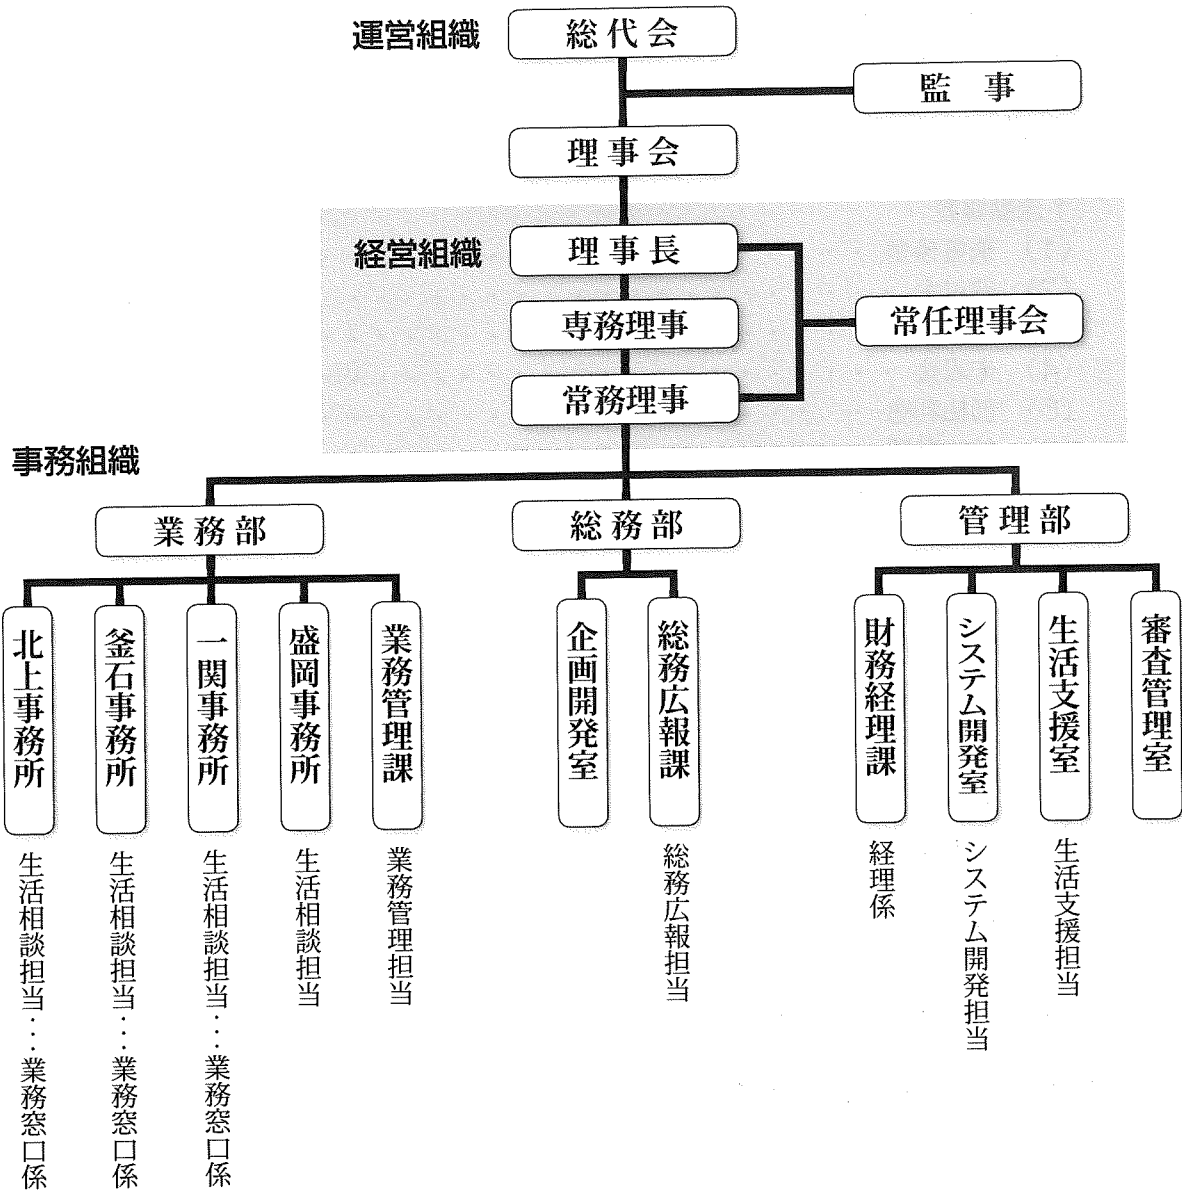 運営組織
総代会
監事
理事会
経営組織
理事長
専務理事
常任理事会
常務理事
事務組織
業務部
総務部
管理部
北上事務所
釜石事務所
一関事務所
盛岡事務所
業務管理課
企画開発室
総務広報課
財務経理課
システム開発室
生活支援室
審査管理室
生活相談担当…業務窓口係
生活相談担当…業務窓口係
生活相談担当…業務窓口係
生活相談担当
業務管理担当
総務広報担当
経理係
システム開発担当
生活支援担当